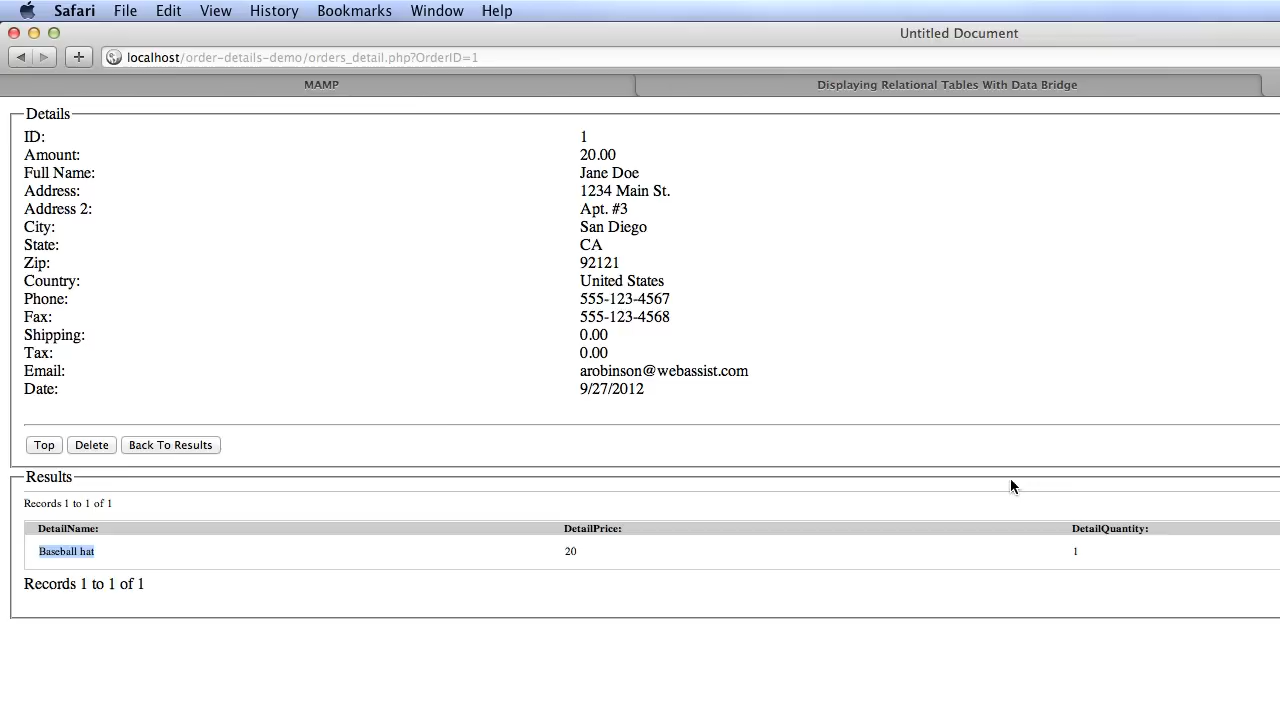 Safari File Edit View History Bookmarks Window Help
Untitled Document
localhost/order-details-demo/orders_detail.php?OrderID=1
MAMP Displaying Relational Tables With Data Bridge
Details
ID: 1
Amount: 20.00
Full Name: Jane Doe
Address: 1234 Main St.
Address 2: Apt. #3
City: San Diego
State: CA
Zip: 92121
Country: United States
Phone: 555-123-4567
Fax: 555-123-4568
Shipping: 0.00
Tax: 0.00
Email: arobinson@webassist.com
Date: 9/27/2012
Top Delete Back To Results
Results
Records 1 to 1 of 1
DetailName: DetailPrice: DetailQuantity:
Baseball hat 20 1
Records 1 to 1 of 1